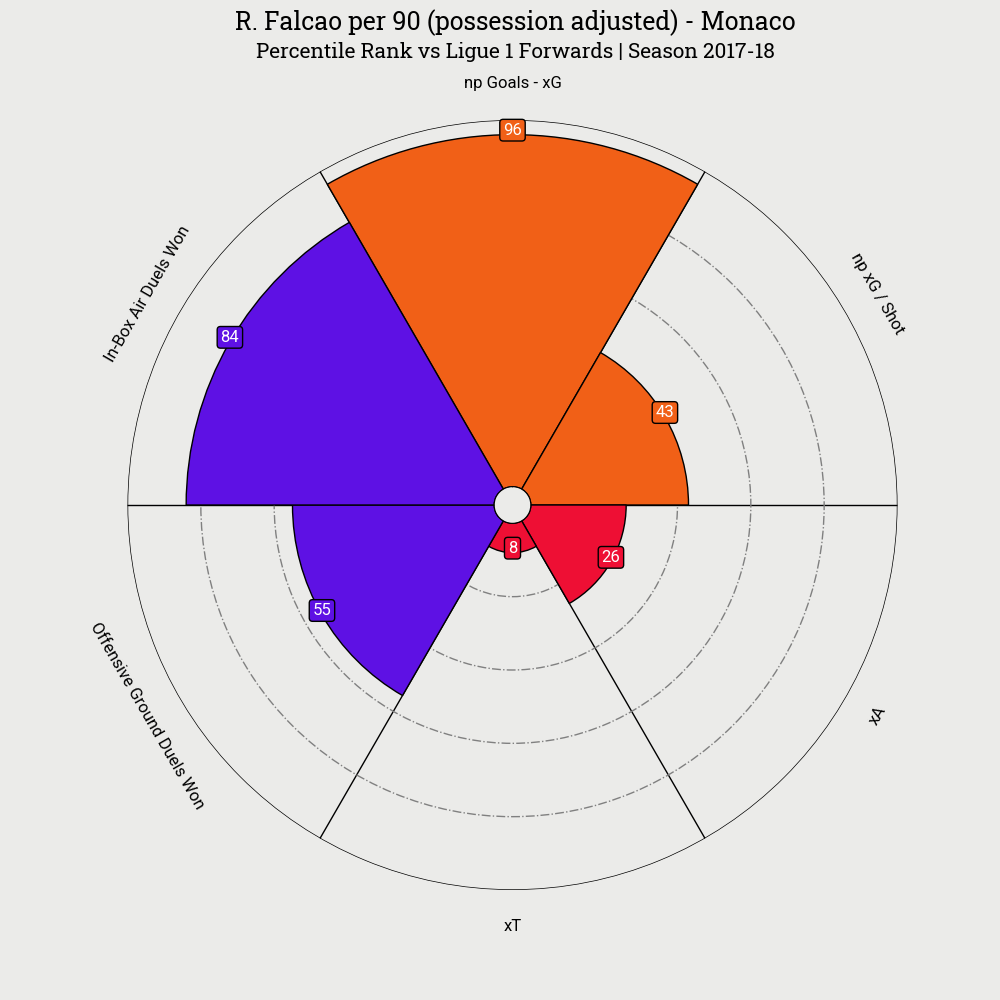 R. Falcao per 90 (possession adjusted) - Monaco
Percentile Rank vs Ligue 1 Forwards | Season 2017-18
np Goals - xG
96
np xG / Shot
43
xA
26
xT
8
Offensive Ground Duels Won
55
In-Box Air Duels Won
84